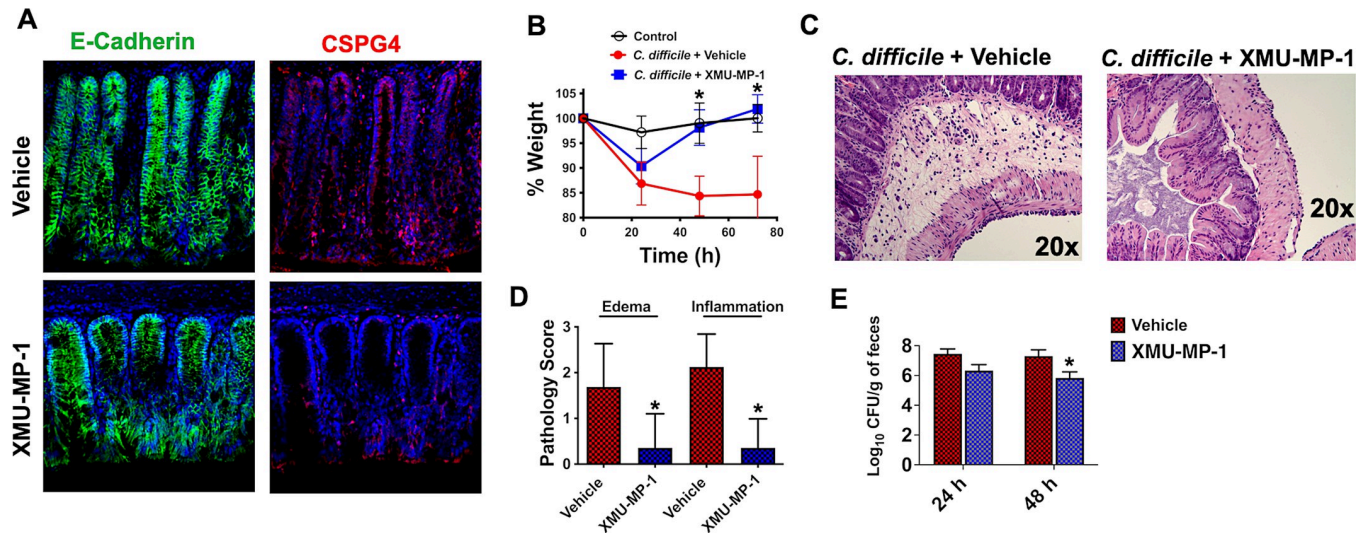 A
E-Cadherin
CSPG4
Vehicle
XMU-MP-1
B
Control
C. difficile + Vehicle
C. difficile + XMU-MP-1
% Weight
105
100
95
90
85
80
*
*
0
20
40
60
80
Time (h)
C
C. difficile + Vehicle
C. difficile + XMU-MP-1
20x
20x
D
Edema
Inflammation
Pathology Score
3
2
1
0
*
*
Vehicle
XMU-MP-1
Vehicle
XMU-MP-1
E
Vehicle
XMU-MP-1
Log10 CFU/g of feces
8
6
4
2
0
*
24 h
48 h